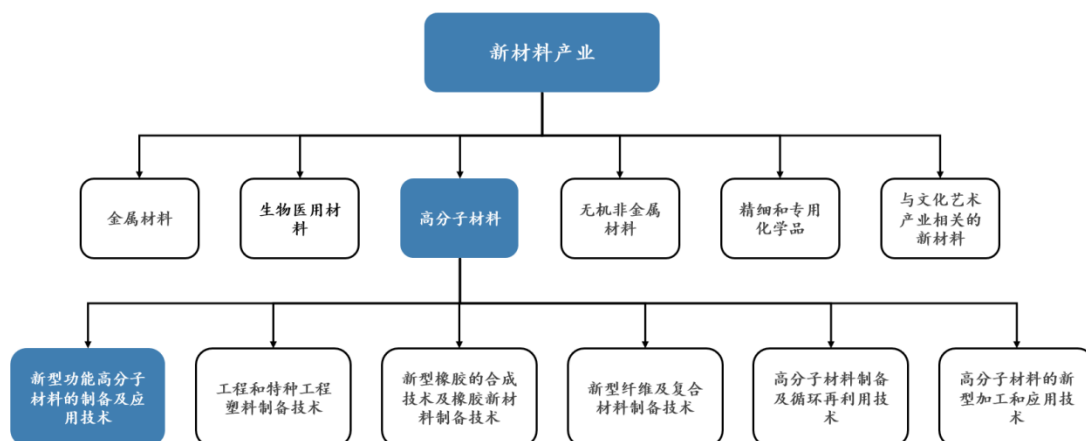 新材料产业
金属材料
生物医用材
料
高分子材料
无机非金属
材料
精细和专用
化学品
与文化艺术
产业相关的
新材料
新型功能高分子
材料的制备及应
用技术
工程和特种工程
塑料制备技术
新型橡胶的合成
技术及橡胶新材
料制备技术
新型纤维及复合
材料制备技术
高分子材料制备
及循环再利用技
术
高分子材料的新
型加工和应用技
术